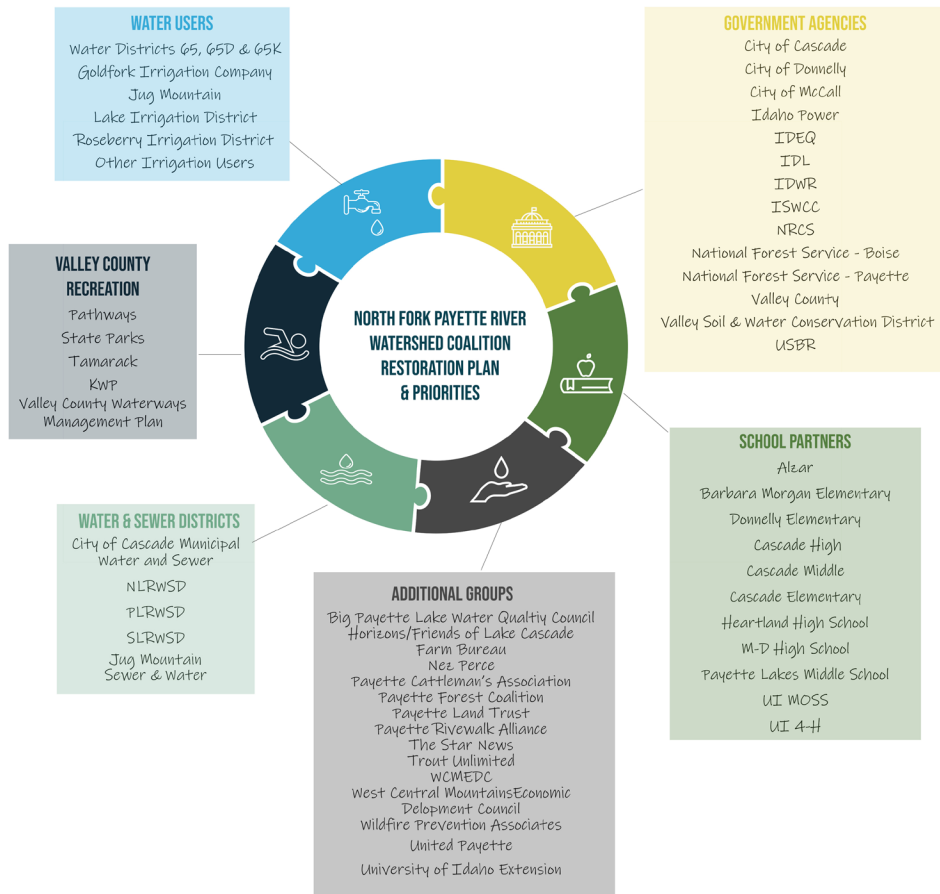 WATER USERS
Water Districts 65, 65D & 65K
Goldfork Irrigation Company
Jug Mountain
Lake Irrigation District
Roseberry Irrigation District
Other Irrigation Users
GOVERNMENT AGENCIES
City of Cascade
City of Donnelly
City of McCall
Idaho Power
IDEQ
IDL
IDWR
ISWCC
NRCS
National Forest Service - Boise
National Forest Service - Payette
Valley County
Valley Soil & Water Conservation District
USBR
VALLEY COUNTY
RECREATION
Pathways
State Parks
Tamarack
KWP
Valley County Waterways
Management Plan
NORTH FORK PAYETTE RIVER
WATERSHED COALITION
RESTORATION PLAN
& PRIORITIES
SCHOOL PARTNERS
Alzar
Barbara Morgan Elementary
Donnelly Elementary
Cascade High
Cascade Middle
Cascade Elementary
Heartland High School
M-D High School
Payette Lakes Middle School
UI MOSS
UI 4-H
WATER & SEWER DISTRICTS
City of Cascade Municipal
Water and Sewer
NLRWSD
PLRWSD
SLRWSD
Jug Mountain
Sewer & Water
ADDITIONAL GROUPS
Big Payette Lake Water Qualtiy Council
Horizons/Friends of Lake Cascade
Farm Bureau
Nez Perce
Payette Cattleman's Association
Payette Forest Coalition
Payette Land Trust
Payette Rivewalk Alliance
The Star News
Trout Unlimited
WCMEDC
West Central MountainsEconomic
Delopment Council
Wildfire Prevention Associates
United Payette
University of Idaho Extension